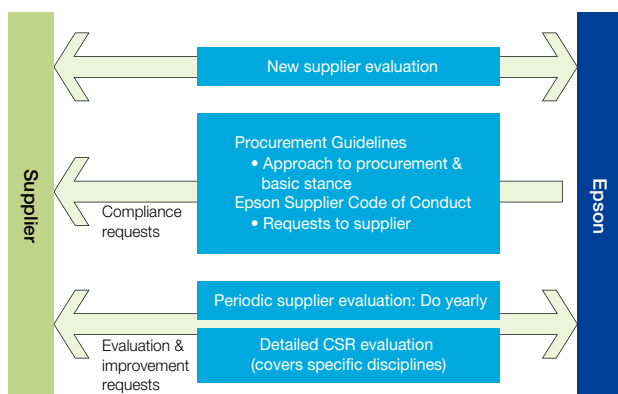 New supplier evaluation
Supplier
Epson
Procurement Guidelines
• Approach to procurement &
basic stance
Epson Supplier Code of Conduct
• Requests to supplier
Compliance
requests
Periodic supplier evaluation: Do yearly
Detailed CSR evaluation
(covers specific disciplines)
Evaluation &
improvement
requests